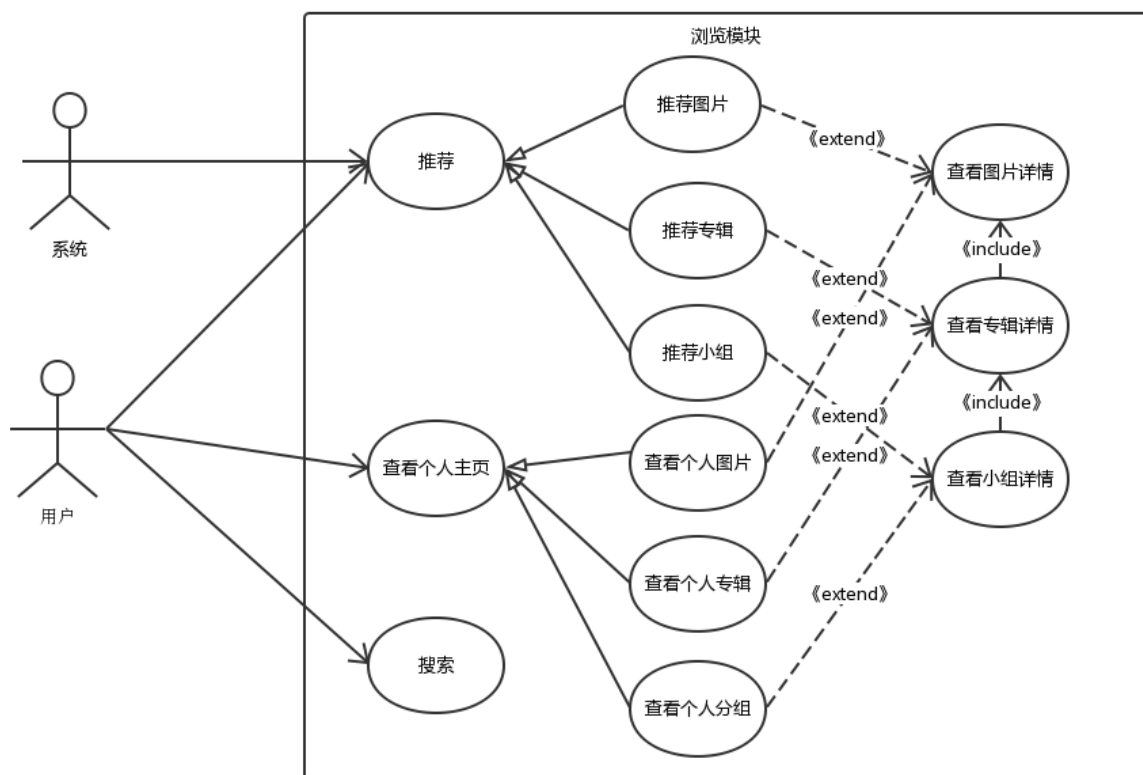 浏览模块
推荐图片
《extend》
推荐
查看图片详情
系统
推荐专辑
《include》
《extend》
《extend》
查看专辑详情
推荐小组
《include》
《extend》
查看个人主页
查看个人图片
《extend》
查看小组详情
用户
查看个人专辑
《extend》
搜索
查看个人分组